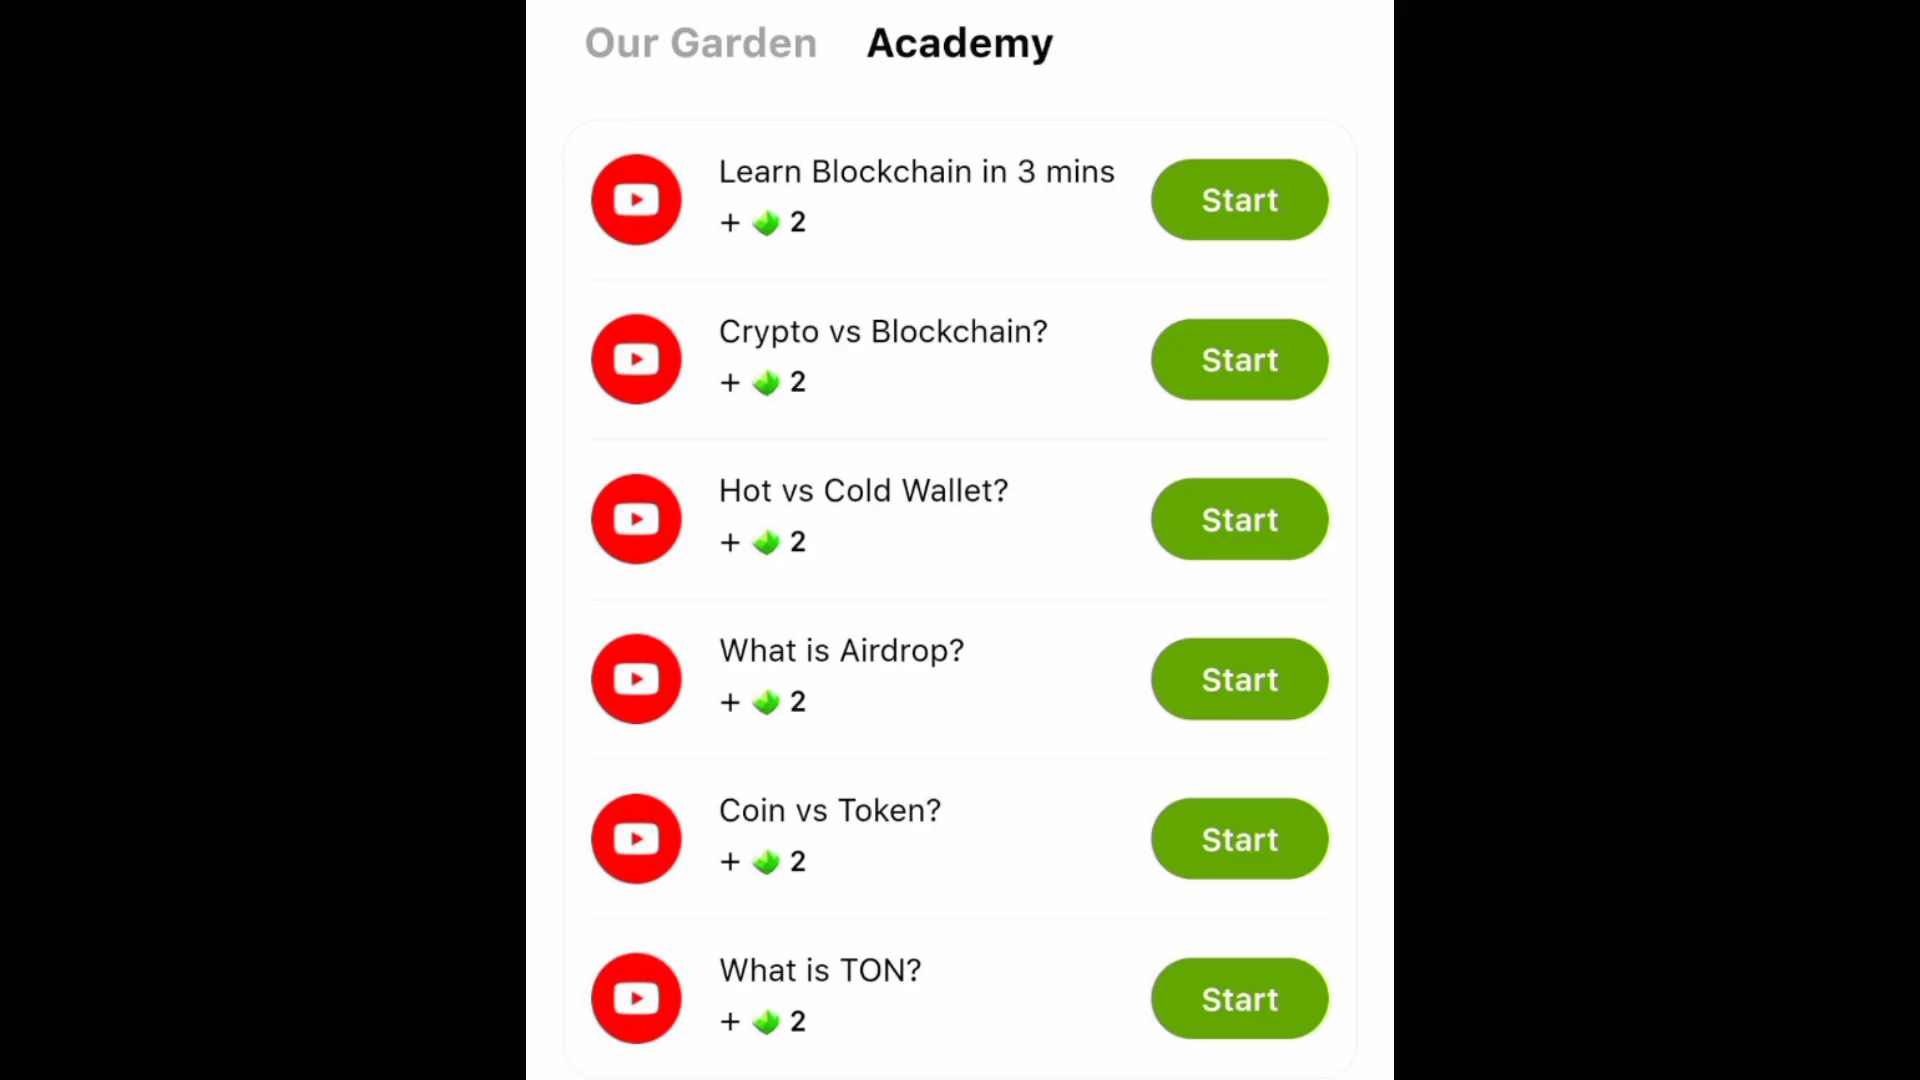 Our Garden Academy
Learn Blockchain in 3 mins
+ 2
Start
Crypto vs Blockchain?
+ 2
Start
Hot vs Cold Wallet?
+ 2
Start
What is Airdrop?
+ 2
Start
Coin vs Token?
+ 2
Start
What is TON?
+ 2
Start